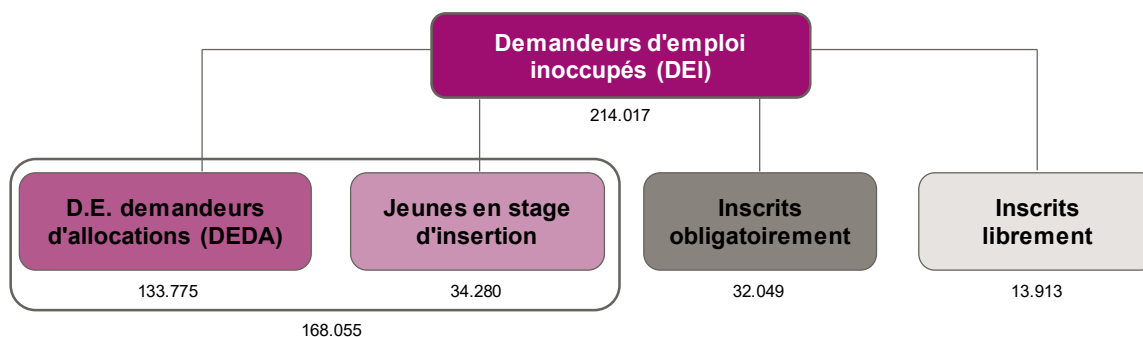 Demandeurs d'emploi
inoccupés (DEI)
214.017
D.E. demandeurs
d'allocations (DEDA)
Jeunes en stage
d'insertion
Inscrits
obligatoirement
Inscrits
librement
133.775
34.280
32.049
13.913
168.055